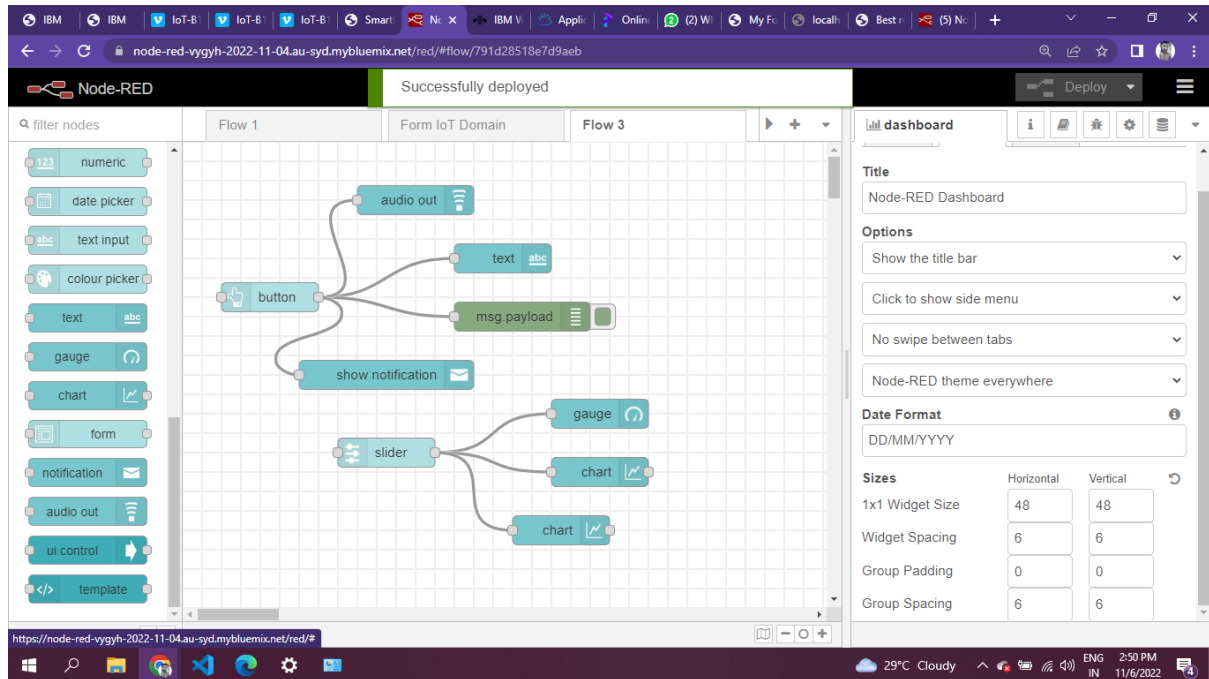 IBM IBM IoT-B IoT-B IoT-B Smart No IBM W Applic Online (2) WI My Fo localh Best r (5) No
node-red-vygyh-2022-11-04.au-syd.mybluemix.net/red/#flow/791d28518e7d9aeb
Node-RED Successfully deployed Deploy
filter nodes Flow 1 Form IoT Domain Flow 3 dashboard
numeric
date picker
text input
colour picker
text
gauge
chart
form
notification
audio out
ui control
template
audio out
text
button
msg.payload
show notification
gauge
slider
chart
chart
Title
Node-RED Dashboard
Options
Show the title bar
Click to show side menu
No swipe between tabs
Node-RED theme everywhere
Date Format
DD/MM/YYYY
Sizes Horizontal Vertical
1x1 Widget Size 48 48
Widget Spacing 6 6
Group Padding 0 0
Group Spacing 6 6
https://node-red-vygyh-2022-11-04.au-syd.mybluemix.net/red/#
29°C Cloudy ENG IN 2:50 PM 11/6/2022